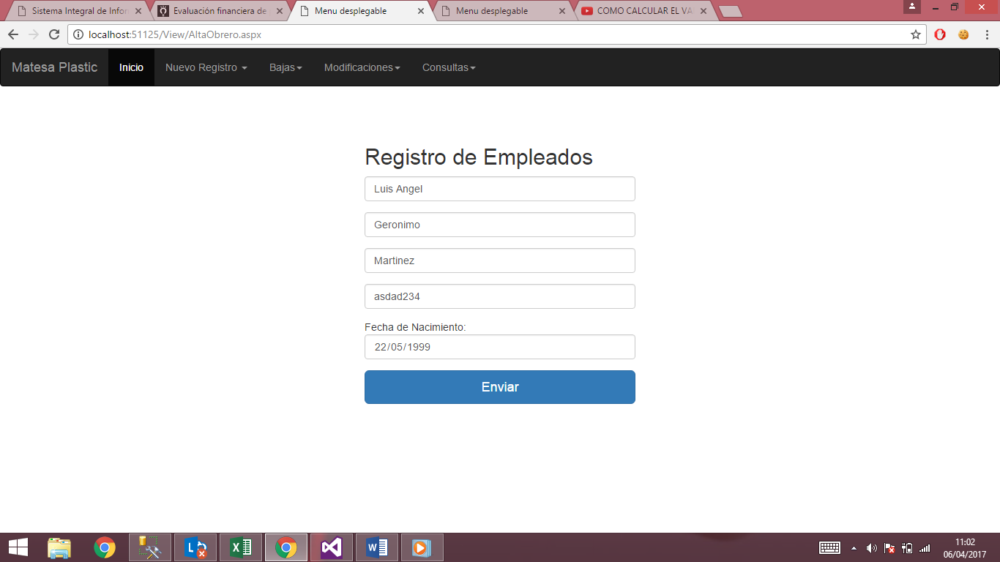 Sistema Integral de Infor
Evaluación financiera de
Menu desplegable
Menu desplegable
COMO CALCULAR EL VA
localhost:51125/View/AltaObrero.aspx
Matesa Plastic
Inicio
Nuevo Registro
Bajas
Modificaciones
Consultas
Registro de Empleados
Luis Angel
Geronimo
Martinez
asdad234
Fecha de Nacimiento:
22/05/1999
Enviar
11:02
06/04/2017